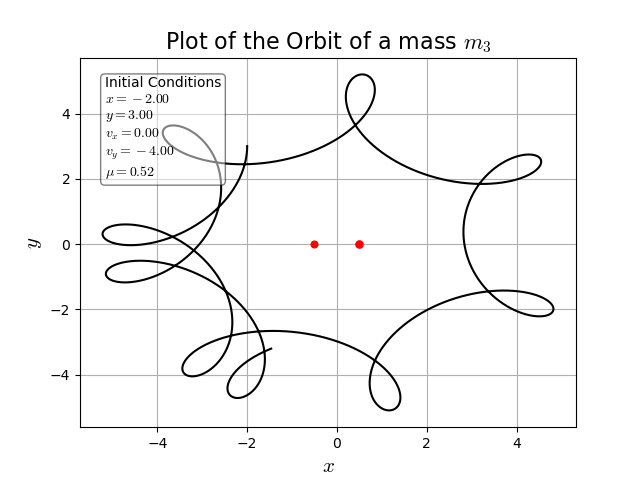 Plot of the Orbit of a mass m₃
Initial Conditions
x = −2.00
y = 3.00
vₓ = 0.00
v_y = −4.00
μ = 0.52
4
2
0
−2
−4
y
−4 −2 0 2 4
x